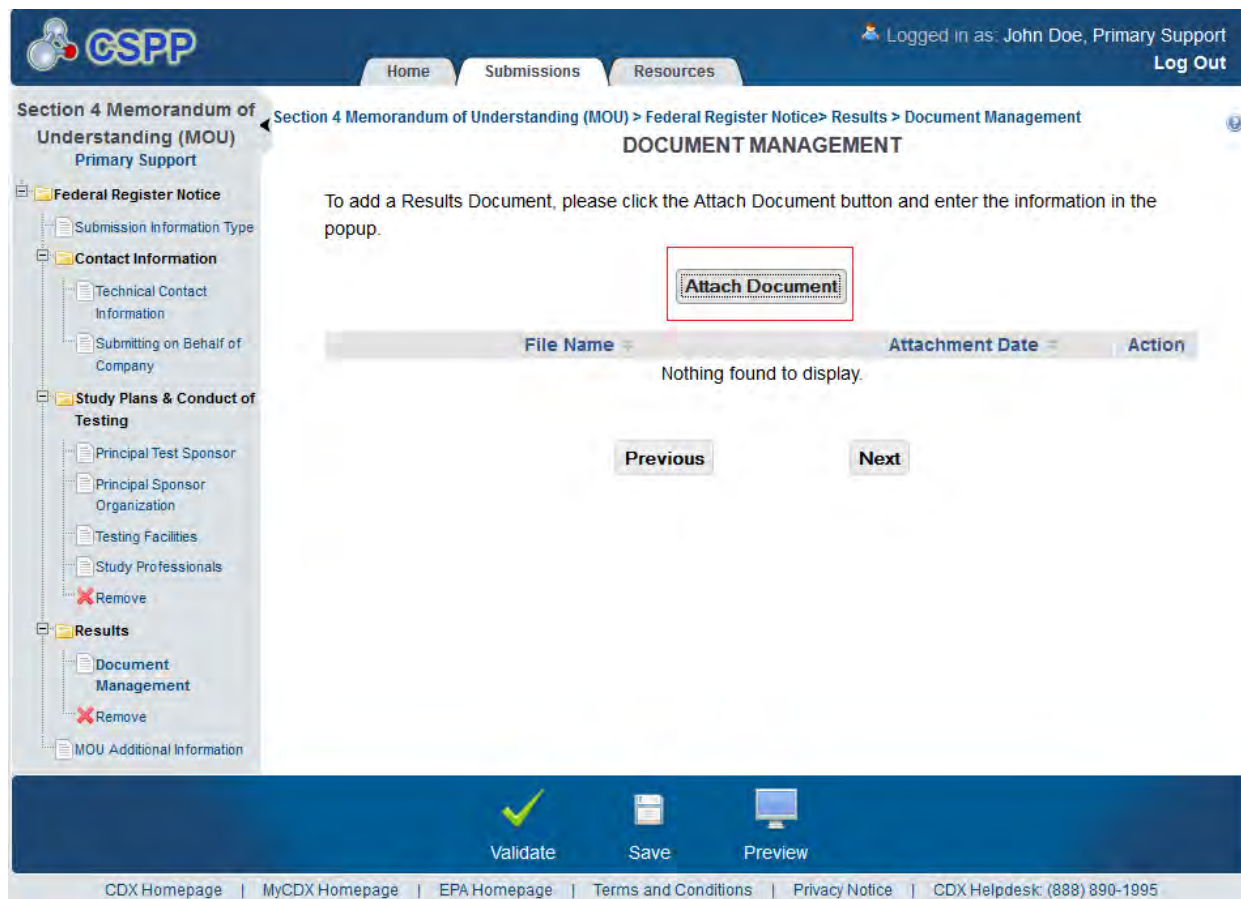 CSPP
Logged in as: John Doe, Primary Support
Log Out
Home Submissions Resources
Section 4 Memorandum of
Understanding (MOU)
Primary Support
Federal Register Notice
Submission Information Type
Contact Information
Technical Contact
Information
Submitting on Behalf of
Company
Study Plans & Conduct of
Testing
Principal Test Sponsor
Principal Sponsor
Organization
Testing Facilities
Study Professionals
Remove
Results
Document
Management
Remove
MOU Additional Information
Section 4 Memorandum of Understanding (MOU) > Federal Register Notice> Results > Document Management
DOCUMENT MANAGEMENT
To add a Results Document, please click the Attach Document button and enter the information in the
popup.
Attach Document
File Name Attachment Date Action
Nothing found to display.
Previous Next
Validate Save Preview
CDX Homepage | MyCDX Homepage | EPA Homepage | Terms and Conditions | Privacy Notice | CDX Helpdesk: (888) 890-1995